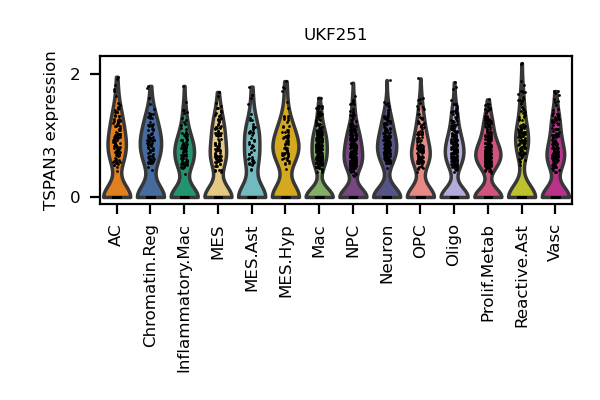 UKF251
TSPAN3 expression
2
0
AC
Chromatin.Reg
Inflammatory.Mac
MES
MES.Ast
MES.Hyp
Mac
NPC
Neuron
OPC
Oligo
Prolif.Metab
Reactive.Ast
Vasc